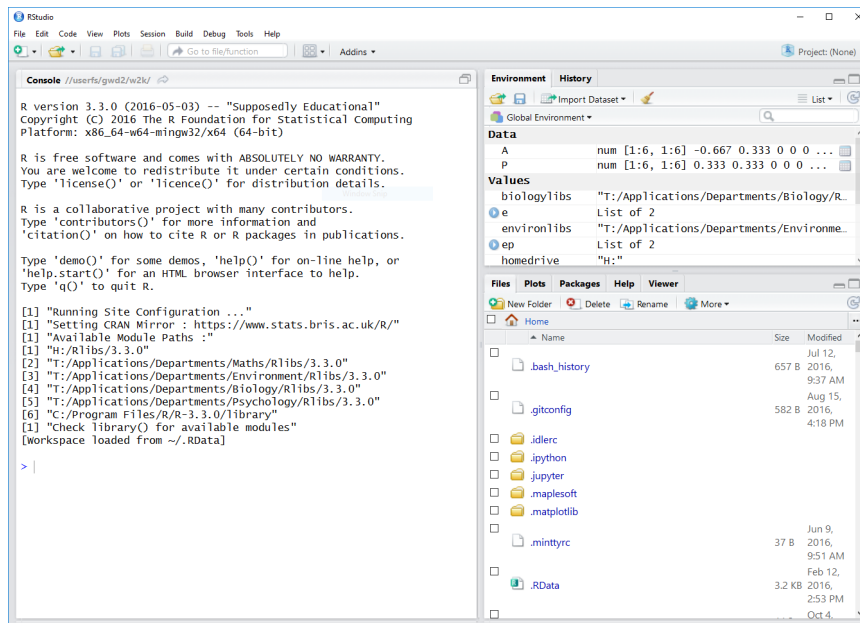 RStudio
File Edit Code View Plots Session Build Debug Tools Help
Go to file/function Addins Project: (None)
Console //userfs/gwd2/w2k/
R version 3.3.0 (2016-05-03) -- "Supposedly Educational"
Copyright (C) 2016 The R Foundation for Statistical Computing
Platform: x86_64-w64-mingw32/x64 (64-bit)
R is free software and comes with ABSOLUTELY NO WARRANTY.
You are welcome to redistribute it under certain conditions.
Type 'license()' or 'licence()' for distribution details.
R is a collaborative project with many contributors.
Type 'contributors()' for more information and
'citation()' on how to cite R or R packages in publications.
Type 'demo()' for some demos, 'help()' for on-line help, or
'help.start()' for an HTML browser interface to help.
Type 'q()' to quit R.
[1] "Running Site Configuration ..."
[1] "Setting CRAN Mirror : https://www.stats.bris.ac.uk/R/"
[1] "Available Module Paths :"
[1] "H:/Rlibs/3.3.0"
[2] "T:/Applications/Departments/Maths/Rlibs/3.3.0"
[3] "T:/Applications/Departments/Environment/Rlibs/3.3.0"
[4] "T:/Applications/Departments/Biology/Rlibs/3.3.0"
[5] "T:/Applications/Departments/Psychology/Rlibs/3.3.0"
[6] "C:/Program Files/R/R-3.3.0/library"
[1] "Check library() for available modules"
[Workspace loaded from ~/.RData]
>
Environment History
Import Dataset List
Global Environment
Data
A num [1:6, 1:6] -0.667 0.333 0 0 0 ...
P num [1:6, 1:6] 0.333 0.333 0 0 0 ...
Values
biologylibs "T:/Applications/Departments/Biology/R…
e List of 2
environlibs "T:/Applications/Departments/Environme…
ep List of 2
homedrive "H:"
Files Plots Packages Help Viewer
New Folder Delete Rename More
Home
Name Size Modified
.bash_history 657 B Jul 12, 2016, 9:37 AM
.gitconfig 582 B Aug 15, 2016, 4:18 PM
.idlerc
.ipython
.jupyter
.maplesoft
.matplotlib
.minttyrc 37 B Jun 9, 2016, 9:51 AM
.RData 3.2 KB Feb 12, 2016, 2:53 PM
Oct 4,